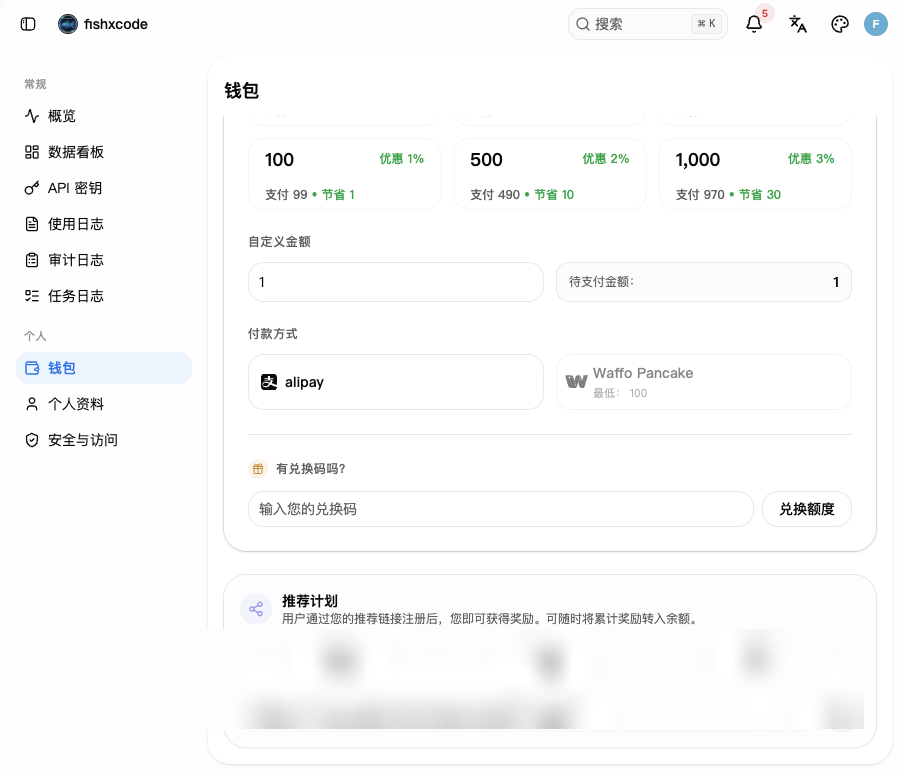 fishxcode
搜索
⌘ K
5
F
常规
概览
数据看板
API 密钥
使用日志
审计日志
任务日志
个人
钱包
个人资料
安全与访问
钱包
100 优惠 1%
支付 99 • 节省 1
500 优惠 2%
支付 490 • 节省 10
1,000 优惠 3%
支付 970 • 节省 30
自定义金额
1
待支付金额: 1
付款方式
支 alipay
Waffo Pancake
最低: 100
有兑换码吗?
输入您的兑换码
兑换额度
推荐计划
用户通过您的推荐链接注册后，您即可获得奖励。可随时将累计奖励转入余额。